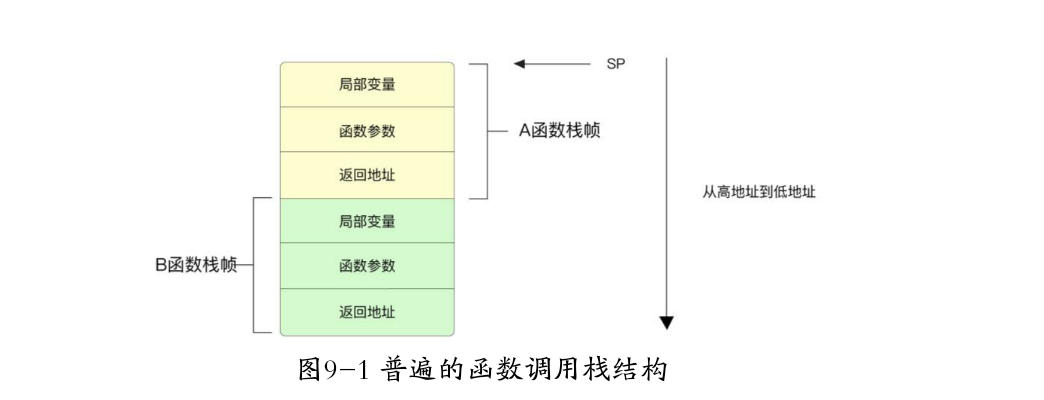 SP
局部变量
函数参数
A函数栈帧
返回地址
从高地址到低地址
局部变量
B函数栈帧
函数参数
返回地址
图9-1 普遍的函数调用栈结构